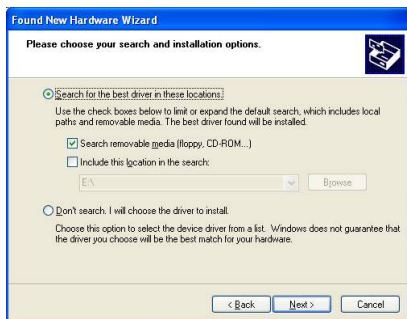 Found New Hardware Wizard
Please choose your search and installation options.
Search for the best driver in these locations.
Use the check boxes below to limit or expand the default search, which includes local
paths and removable media. The best driver found will be installed.
Search removable media (floppy, CD-ROM...)
Include this location in the search:
E:\
Browse
Don't search. I will choose the driver to install.
Choose this option to select the device driver from a list. Windows does not guarantee that
the driver you choose will be the best match for your hardware.
< Back
Next >
Cancel